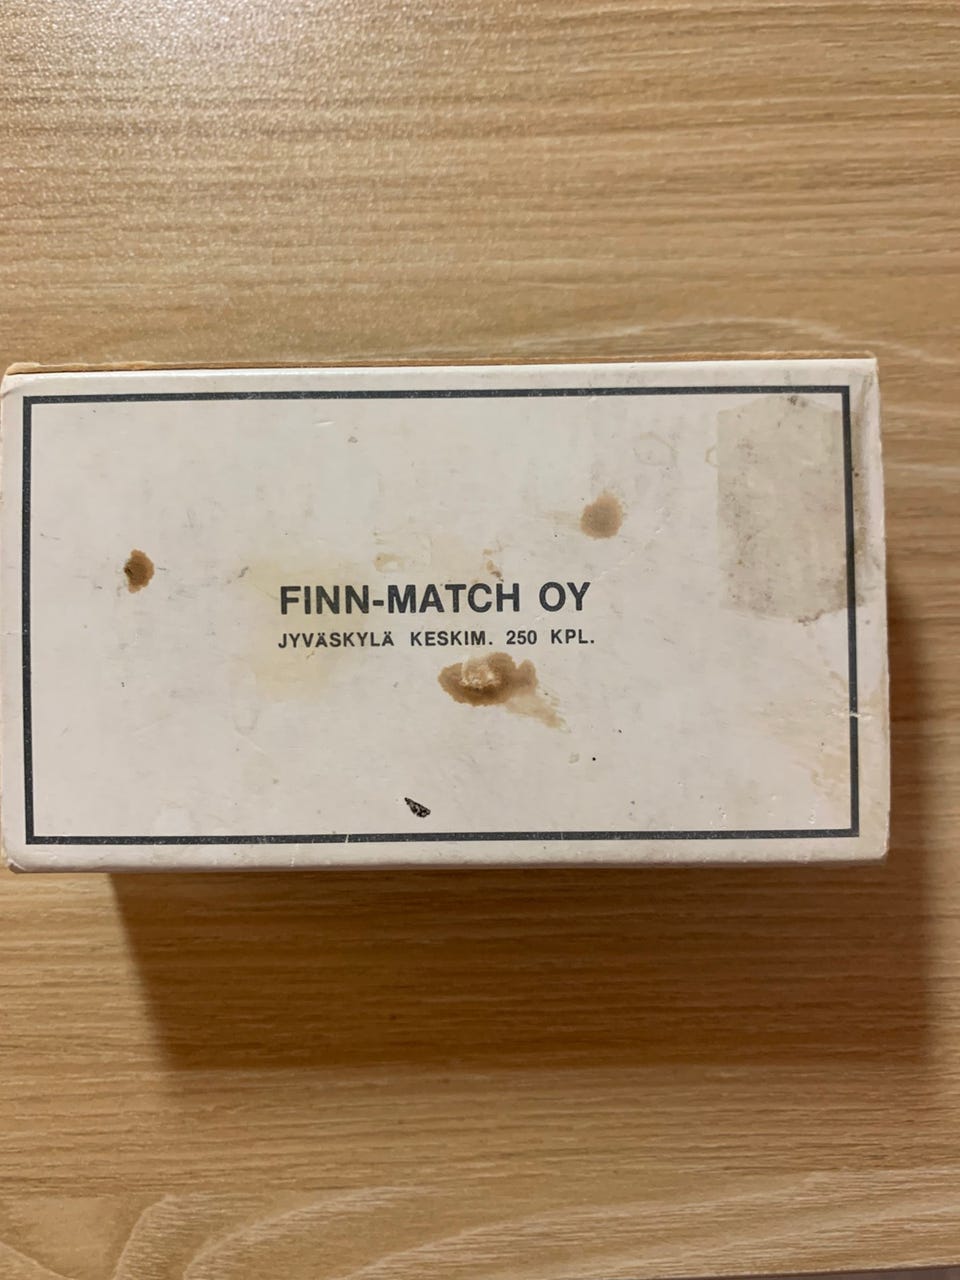 FINN-MATCH OY
JYVÄSKYLÄ KESKIM. 250 KPL.